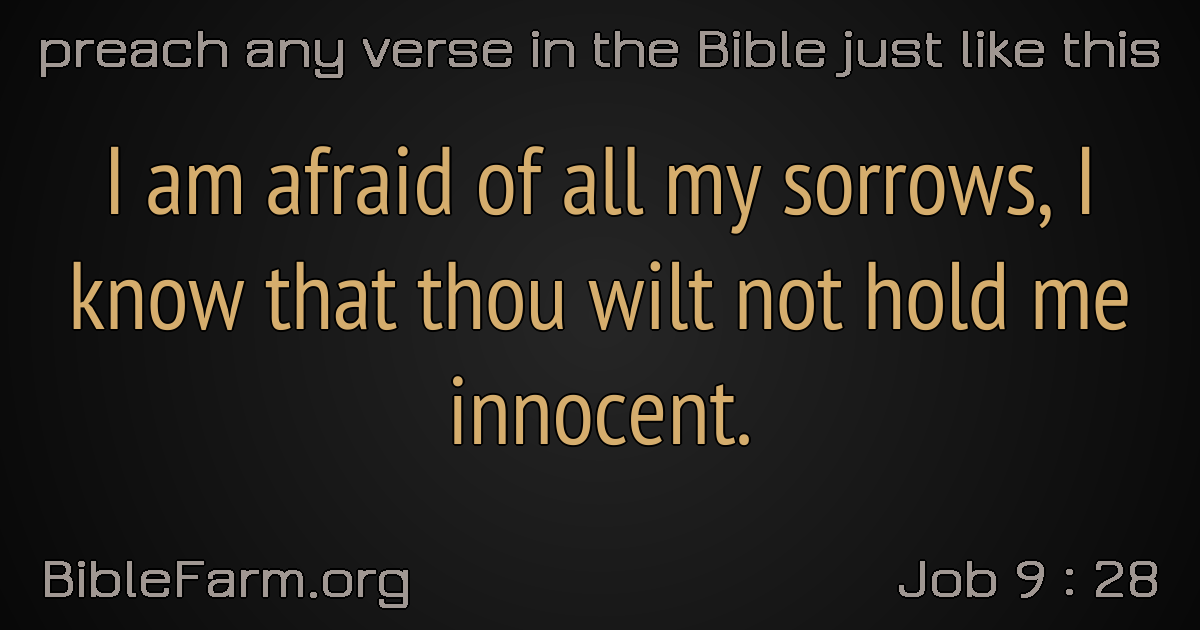 preach any verse in the Bible just like this
I am afraid of all my sorrows, I
know that thou wilt not hold me
innocent.
BibleFarm.org
Job 9 : 28